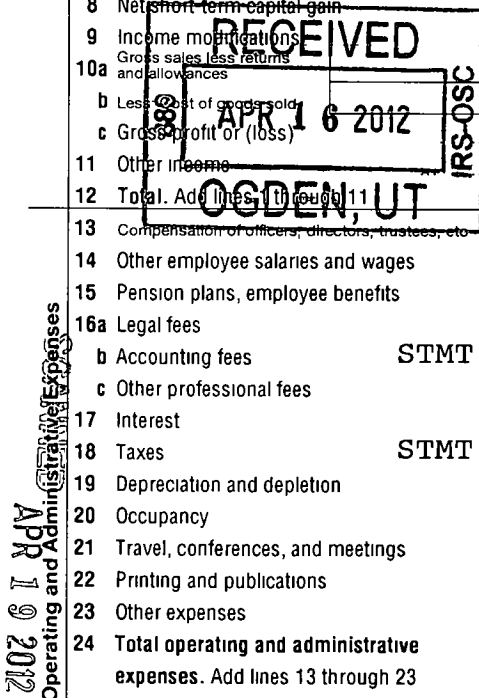 8 Net short-term capital gain
9 Income modifications
10a Gross sales less returns
and allowances
b Less Cost of goods sold
c Gross profit or (loss)
11 Other income
12 Total. Add lines 1 through 11
13 Compensation of officers, directors, trustees, etc
14 Other employee salaries and wages
15 Pension plans, employee benefits
16a Legal fees
b Accounting fees STMT
c Other professional fees
17 Interest
18 Taxes STMT
19 Depreciation and depletion
20 Occupancy
21 Travel, conferences, and meetings
22 Printing and publications
23 Other expenses
24 Total operating and administrative
expenses. Add lines 13 through 23
Operating and Administrative Expenses
RECEIVED
APR 16 2012
IRS-OSC
OGDEN, UT
APR 19 2012